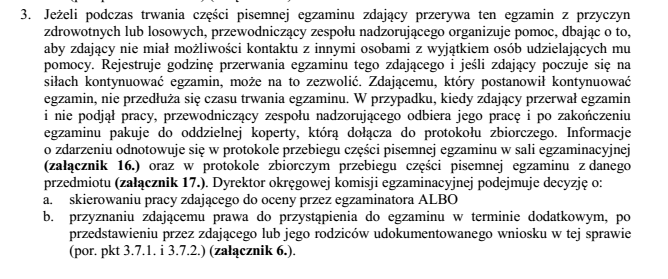 3. Jeżeli podczas trwania części pisemnej egzaminu zdający przerywa ten egzamin z przyczyn
zdrowotnych lub losowych, przewodniczący zespołu nadzorującego organizuje pomoc, dbając o to,
aby zdający nie miał możliwości kontaktu z innymi osobami z wyjątkiem osób udzielających mu
pomocy. Rejestruje godzinę przerwania egzaminu tego zdającego i jeśli zdający poczuje się na
siłach kontynuować egzamin, może na to zezwolić. Zdającemu, który postanowił kontynuować
egzamin, nie przedłuża się czasu trwania egzaminu. W przypadku, kiedy zdający przerwał egzamin
i nie podjął pracy, przewodniczący zespołu nadzorującego odbiera jego pracę i po zakończeniu
egzaminu pakuje do oddzielnej koperty, którą dołącza do protokołu zbiorczego. Informacje
o zdarzeniu odnotowuje się w protokole przebiegu części pisemnej egzaminu w sali egzaminacyjnej
(załącznik 16.) oraz w protokole zbiorczym przebiegu części pisemnej egzaminu z danego
przedmiotu (załącznik 17.). Dyrektor okręgowej komisji egzaminacyjnej podejmuje decyzję o:
a. skierowaniu pracy zdającego do oceny przez egzaminatora ALBO
b. przyznaniu zdającemu prawa do przystąpienia do egzaminu w terminie dodatkowym, po
przedstawieniu przez zdającego lub jego rodziców udokumentowanego wniosku w tej sprawie
(por. pkt 3.7.1. i 3.7.2.) (załącznik 6.).